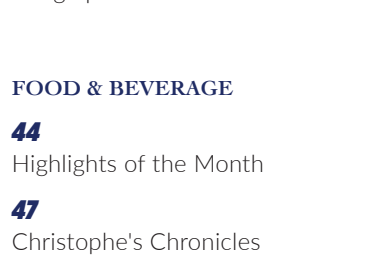 FOOD & BEVERAGE
44
Highlights of the Month
47
Christophe's Chronicles